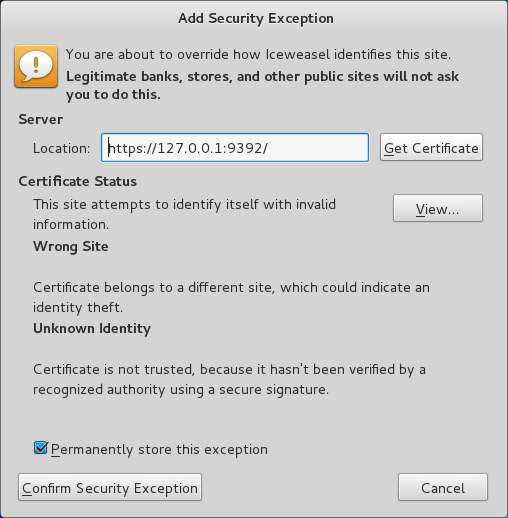 Add Security Exception
You are about to override how Iceweasel identifies this site.
Legitimate banks, stores, and other public sites will not ask
you to do this.
Server
Location: https://127.0.0.1:9392/ Get Certificate
Certificate Status
This site attempts to identify itself with invalid
information.
View...
Wrong Site
Certificate belongs to a different site, which could indicate an
identity theft.
Unknown Identity
Certificate is not trusted, because it hasn't been verified by a
recognized authority using a secure signature.
Permanently store this exception
Confirm Security Exception Cancel